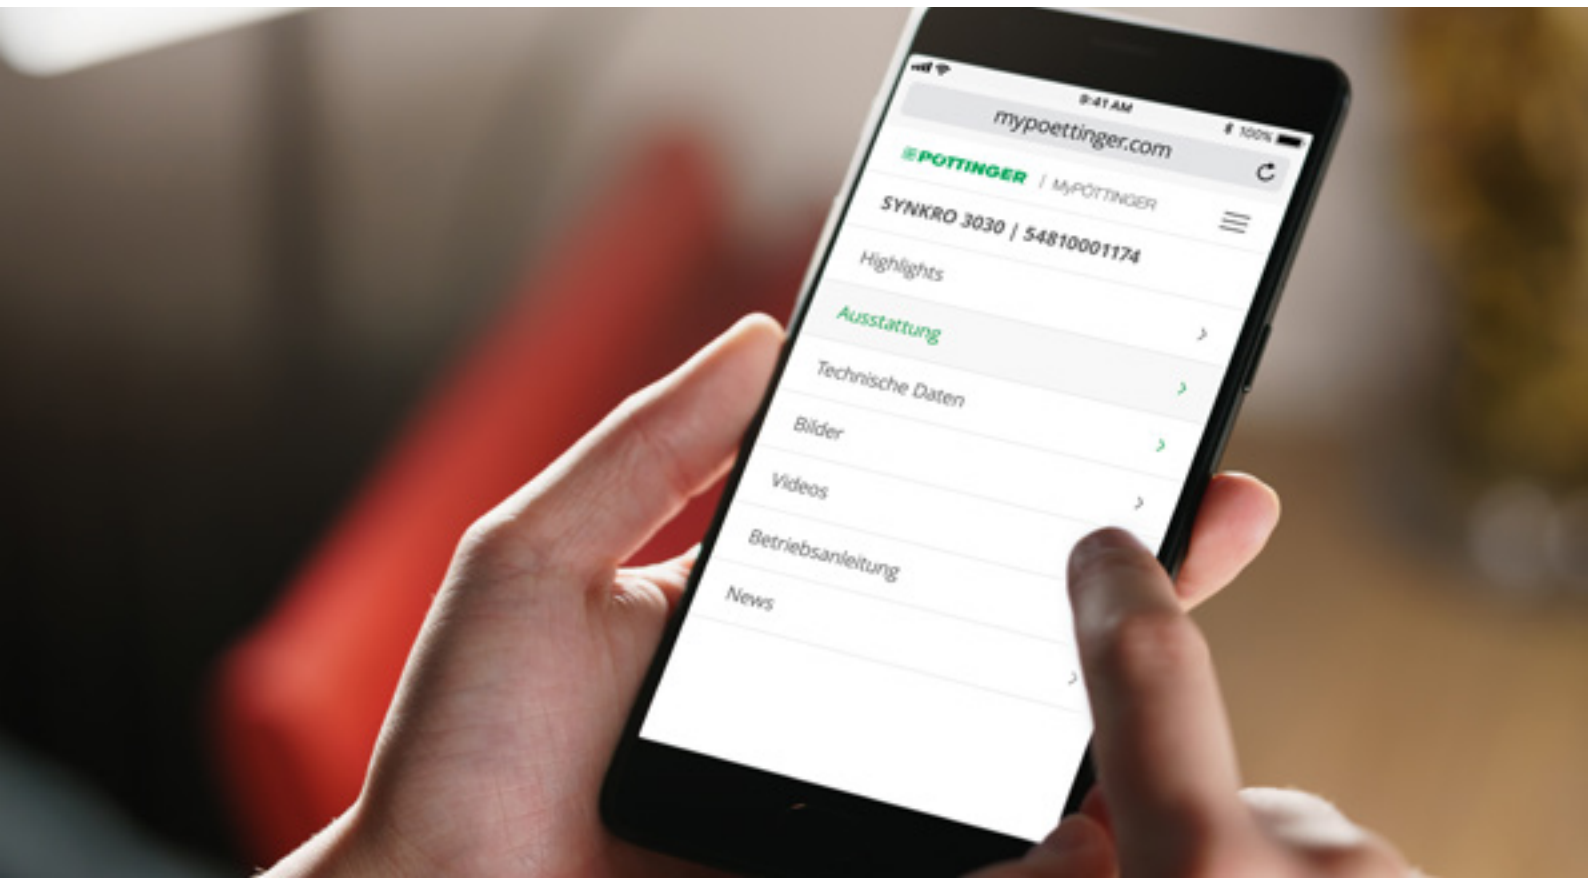 9:41 AM
100%
mypoettinger.com
PÖTTINGER | MyPÖTTINGER
SYNKRO 3030 | 54810001174
Highlights
Ausstattung
Technische Daten
Bilder
Videos
Betriebsanleitung
News